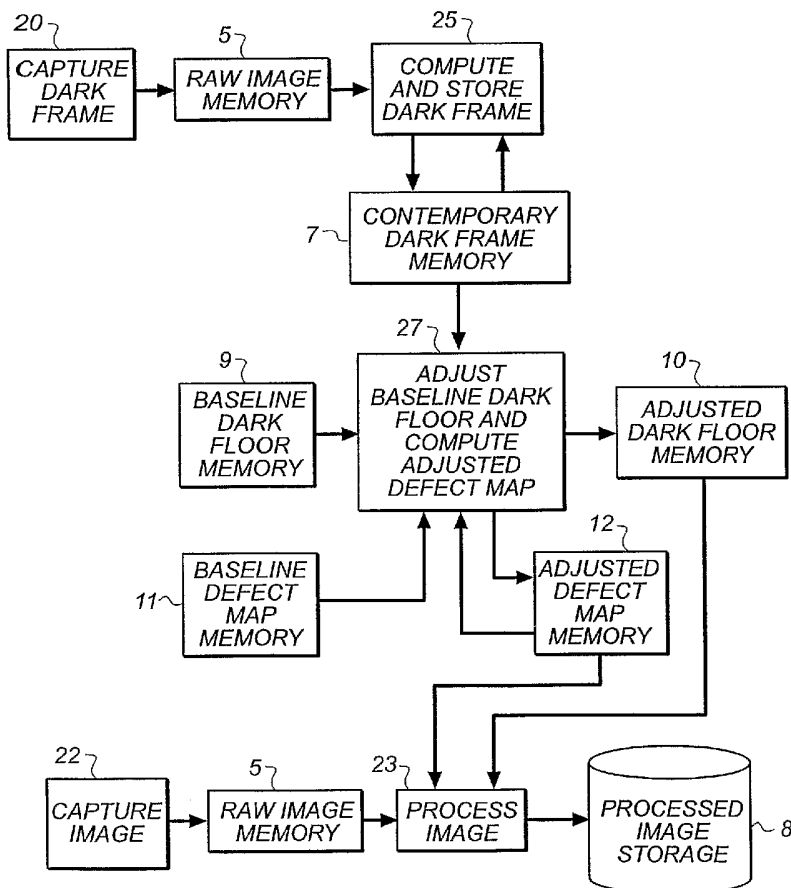 20
CAPTURE
DARK
FRAME
5
RAW IMAGE
MEMORY
25
COMPUTE
AND STORE
DARK FRAME
7
CONTEMPORARY
DARK FRAME
MEMORY
27
ADJUST
BASELINE DARK
FLOOR AND
COMPUTE
ADJUSTED
DEFECT MAP
9
BASELINE
DARK
FLOOR
MEMORY
10
ADJUSTED
DARK FLOOR
MEMORY
11
BASELINE
DEFECT
MAP
MEMORY
12
ADJUSTED
DEFECT
MAP
MEMORY
22
CAPTURE
IMAGE
5
RAW IMAGE
MEMORY
23
PROCESS
IMAGE
PROCESSED
IMAGE
STORAGE
8